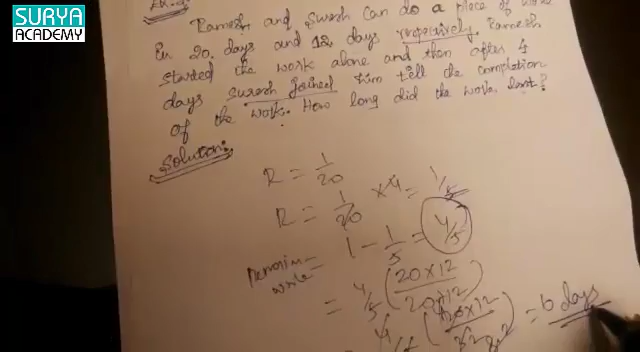 SURYA
ACADEMY
Ramesh and Suresh can do a piece of work
in 20 days and 12 days respectively. Ramesh
started the work alone and then after 4
days suresh joined him till the completion
of the work. How long did the work last?
Solution:
R = 1/20
R = 1/20 × 4 = 1/5
= 1 - 1/5 = 4/5
work
= 4/5 (20×12 / 20+12)
= 6 days